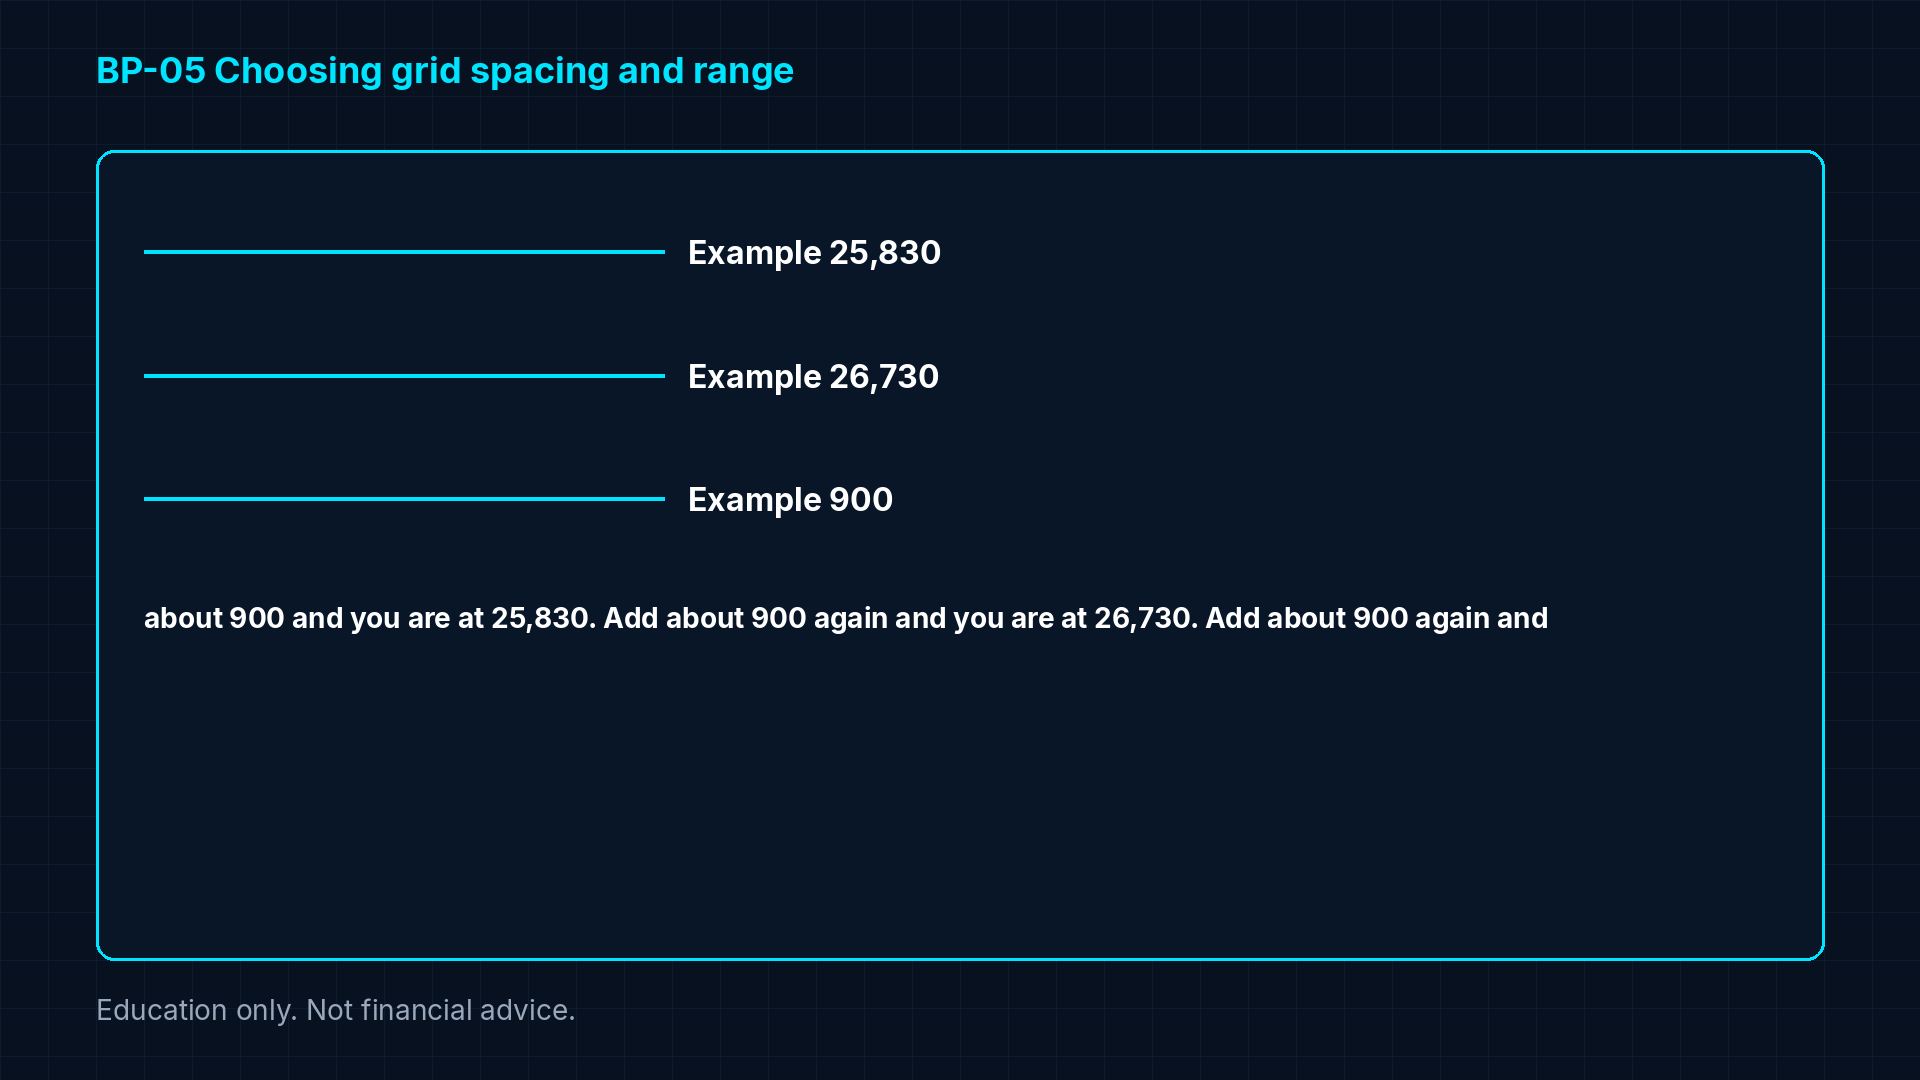 BP-05 Choosing grid spacing and range
Example 25,830
Example 26,730
Example 900
about 900 and you are at 25,830. Add about 900 again and you are at 26,730. Add about 900 again and
Education only. Not financial advice.